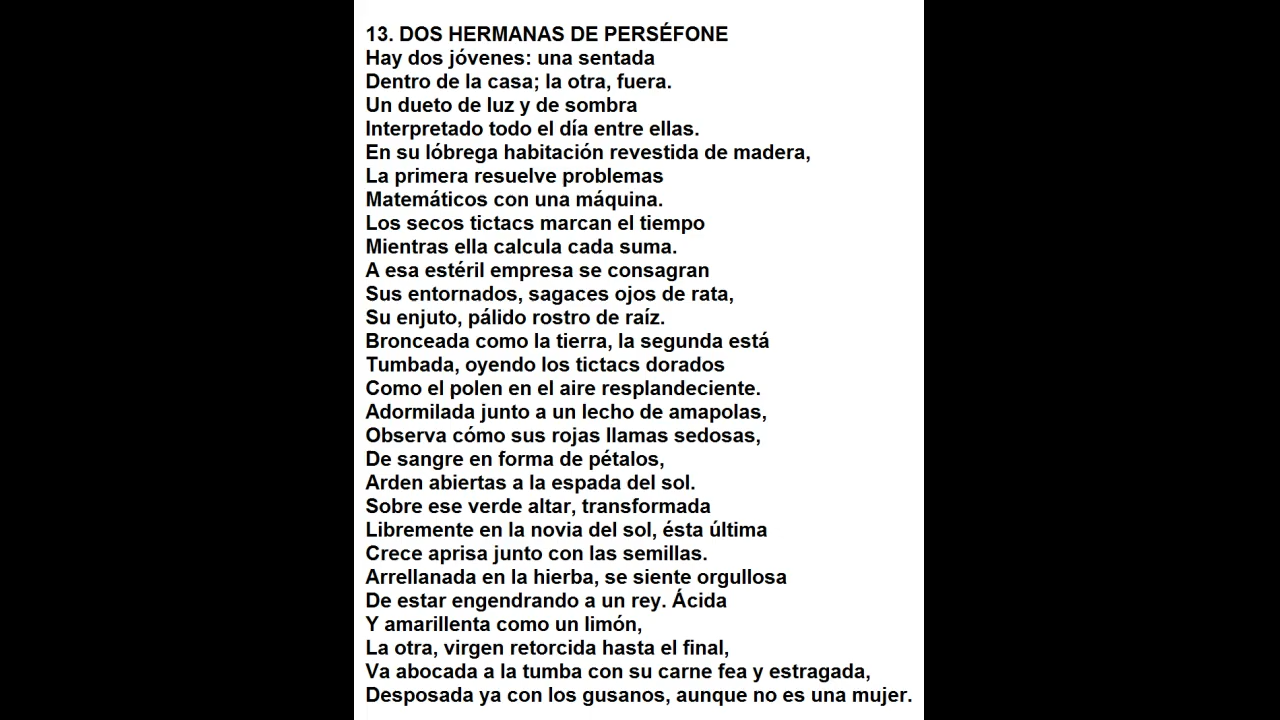 13. DOS HERMANAS DE PERSÉFONE
Hay dos jóvenes: una sentada
Dentro de la casa; la otra, fuera.
Un dueto de luz y de sombra
Interpretado todo el día entre ellas.
En su lóbrega habitación revestida de madera,
La primera resuelve problemas
Matemáticos con una máquina.
Los secos tictacs marcan el tiempo
Mientras ella calcula cada suma.
A esa estéril empresa se consagran
Sus entornados, sagaces ojos de rata,
Su enjuto, pálido rostro de raíz.
Bronceada como la tierra, la segunda está
Tumbada, oyendo los tictacs dorados
Como el polen en el aire resplandeciente.
Adormilada junto a un lecho de amapolas,
Observa cómo sus rojas llamas sedosas,
De sangre en forma de pétalos,
Arden abiertas a la espada del sol.
Sobre ese verde altar, transformada
Libremente en la novia del sol, ésta última
Crece aprisa junto con las semillas.
Arrellanada en la hierba, se siente orgullosa
De estar engendrando a un rey. Ácida
Y amarillenta como un limón,
La otra, virgen retorcida hasta el final,
Va abocada a la tumba con su carne fea y estragada,
Desposada ya con los gusanos, aunque no es una mujer.